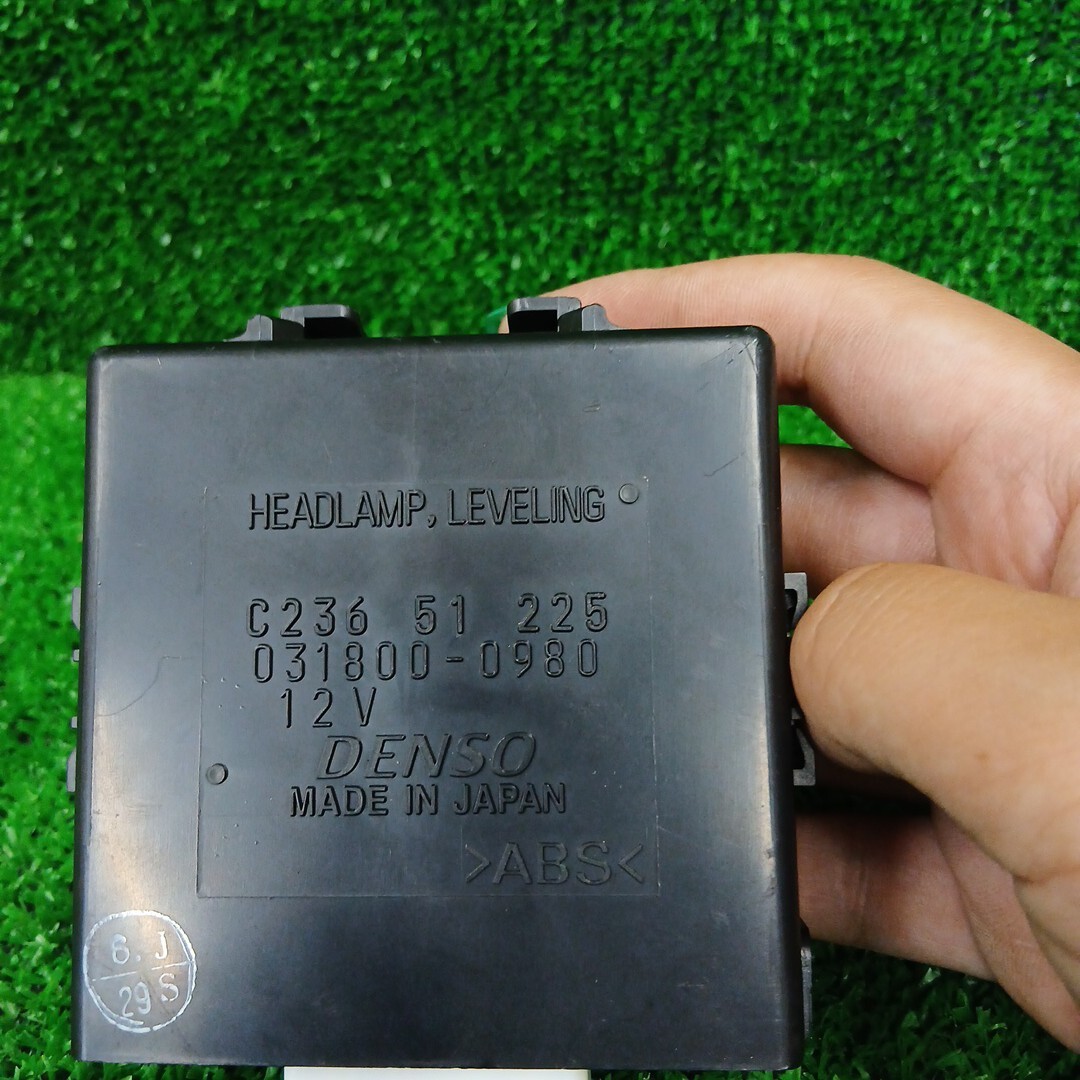 HEADLAMP, LEVELING
C236 51 225
031800-0980
12V
DENSO
MADE IN JAPAN
>ABS<
6.J
29 S